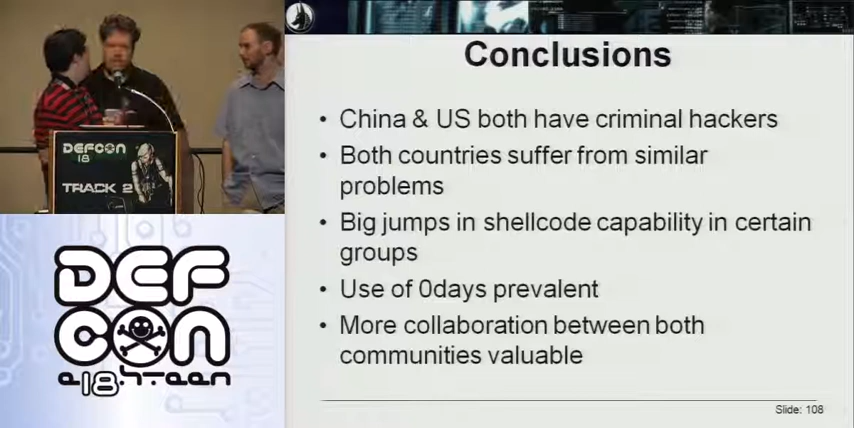 Conclusions
• China & US both have criminal hackers
• Both countries suffer from similar
problems
• Big jumps in shellcode capability in certain
groups
• Use of 0days prevalent
• More collaboration between both
communities valuable
Slide: 108
DEFCON
18
TRACK 2
DEF
CON
e18hteen